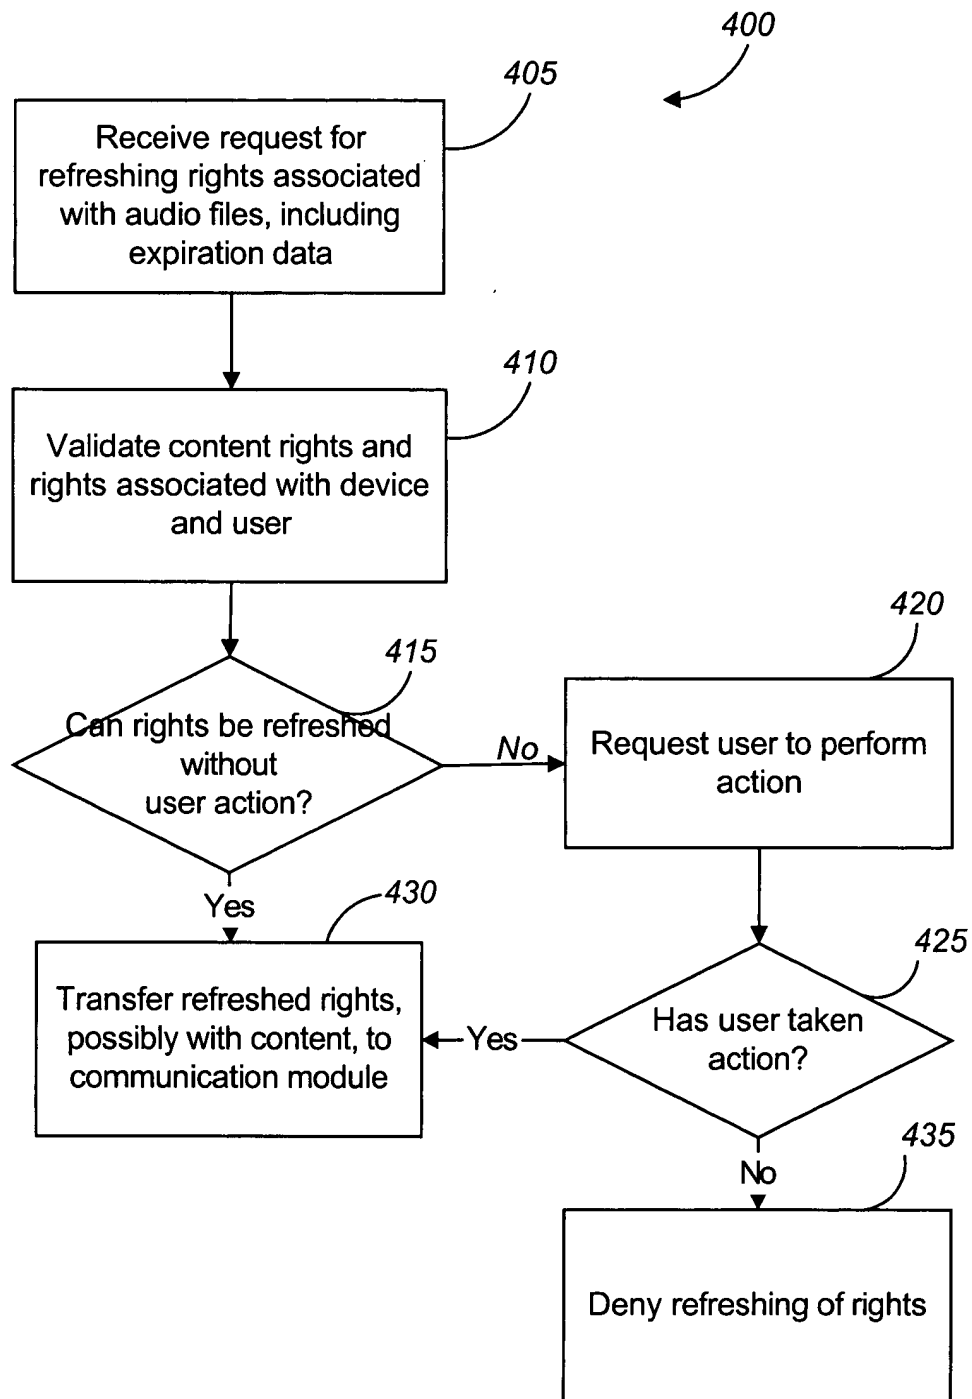 400
405
Receive request for
refreshing rights associated
with audio files, including
expiration data
410
Validate content rights and
rights associated with device
and user
415
Can rights be refreshed
without
user action?
No
420
Request user to perform
action
Yes
430
Transfer refreshed rights,
possibly with content, to
communication module
425
Has user taken
action?
Yes
No
435
Deny refreshing of rights